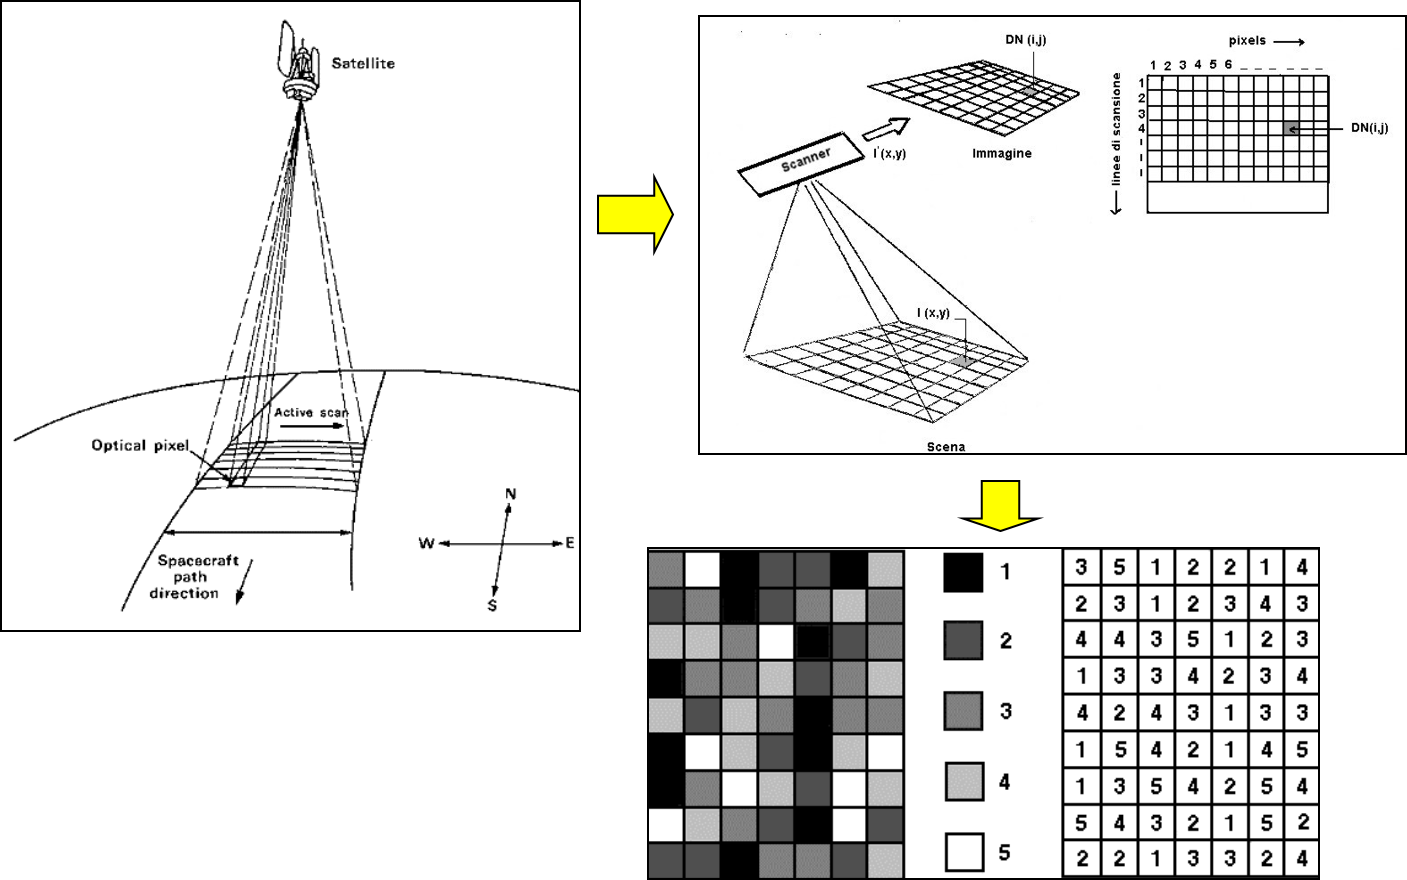 Satellite
Active scan
Optical pixel
N
W E
S
Spacecraft
path
direction
DN (i,j)
Scanner
I'(x,y)
Immagine
I (x,y)
Scena
pixels
1 2 3 4 5 6
linee di scansione
1
2
3
4
DN(i,j)
1
2
3
4
5
3 5 1 2 2 1 4
2 3 1 2 3 4 3
4 4 3 5 1 2 3
1 3 3 4 2 3 4
4 2 4 3 1 3 3
1 5 4 2 1 4 5
1 3 5 4 2 5 4
5 4 3 2 1 5 2
2 2 1 3 3 2 4